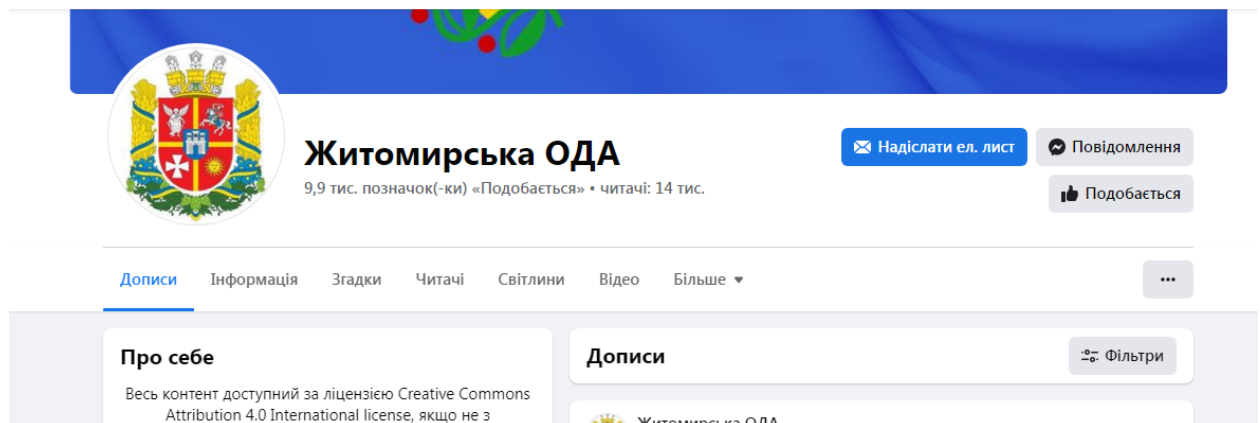 Житомирська ОДА
9,9 тис. позначок(-ки) «Подобається» • читачі: 14 тис.
Надіслати ел. лист
Повідомлення
Подобається
Дописи Інформація Згадки Читачі Світлини Відео Більше
Про себе
Весь контент доступний за ліцензією Creative Commons
Attribution 4.0 International license, якщо не з
Дописи
Фільтри
Житомирська ОДА